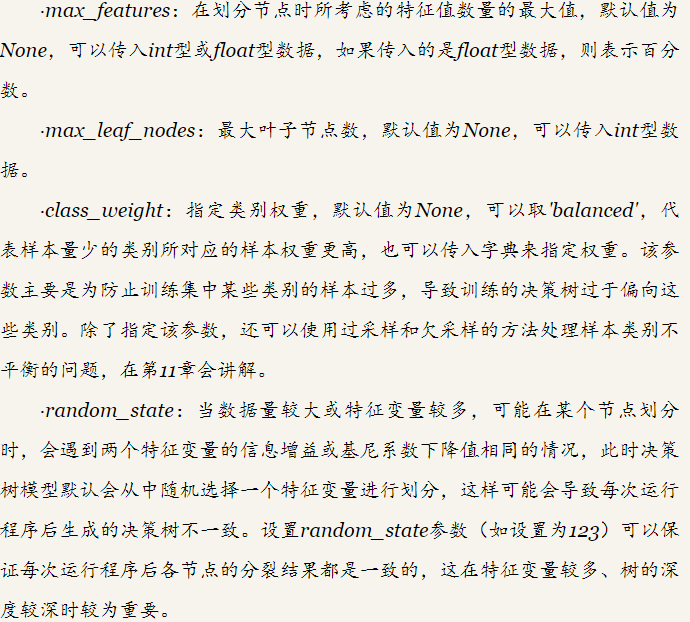 ·max_features：在划分节点时所考虑的特征值数量的最大值，默认值为
None，可以传入int型或float型数据，如果传入的是float型数据，则表示百分
数。
·max_leaf_nodes：最大叶子节点数，默认值为None，可以传入int型数
据。
·class_weight：指定类别权重，默认值为None，可以取'balanced'，代
表样本量少的类别所对应的样本权重更高，也可以传入字典来指定权重。该参
数主要是为防止训练集中某些类别的样本过多，导致训练的决策树过于偏向这
些类别。除了指定该参数，还可以使用过采样和欠采样的方法处理样本类别不
平衡的问题，在第11章会讲解。
·random_state：当数据量较大或特征变量较多，可能在某个节点划分
时，会遇到两个特征变量的信息增益或基尼系数下降值相同的情况，此时决策
树模型默认会从中随机选择一个特征变量进行划分，这样可能会导致每次运行
程序后生成的决策树不一致。设置random_state参数（如设置为123）可以保
证每次运行程序后各节点的分裂结果都是一致的，这在特征变量较多、树的深
度较深时较为重要。